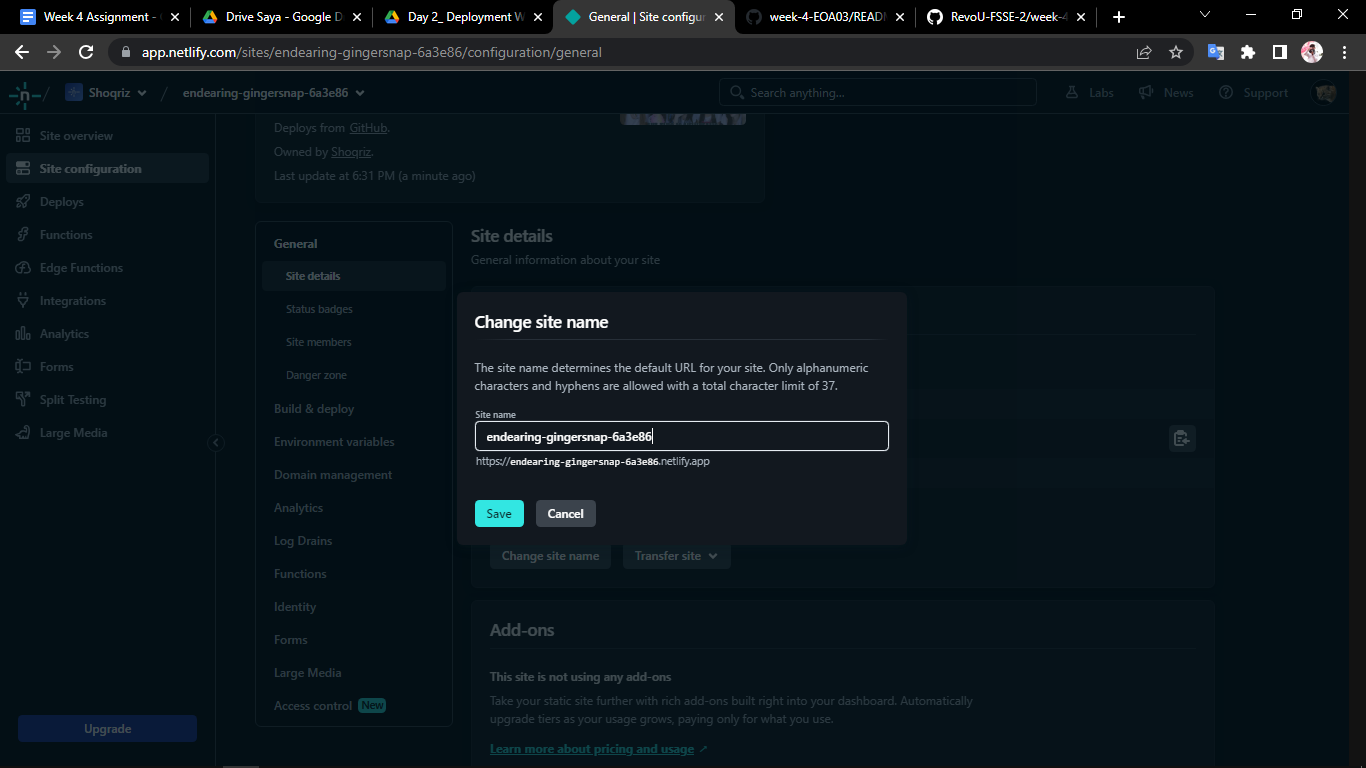 Week 4 Assignment -
Drive Saya - Google D
Day 2_ Deployment W
General | Site configur
week-4-EOA03/READ
RevoU-FSSE-2/week-4
app.netlify.com/sites/endearing-gingersnap-6a3e86/configuration/general
Shoqriz
endearing-gingersnap-6a3e86
Search anything...
Labs
News
Support
Site overview
Site configuration
Deploys
Functions
Edge Functions
Integrations
Analytics
Forms
Split Testing
Large Media
Upgrade
Deploys from GitHub.
Owned by Shoqriz.
Last update at 6:31 PM (a minute ago)
General
Site details
Status badges
Site members
Danger zone
Build & deploy
Environment variables
Domain management
Analytics
Log Drains
Functions
Identity
Forms
Large Media
Access control New
Site details
General information about your site
Change site name
The site name determines the default URL for your site. Only alphanumeric
characters and hyphens are allowed with a total character limit of 37.
Site name
endearing-gingersnap-6a3e86
https://endearing-gingersnap-6a3e86.netlify.app
Save
Cancel
Change site name
Transfer site
Add-ons
This site is not using any add-ons
Take your static site further with rich add-ons built right into your dashboard. Automatically
upgrade tiers as your usage grows, paying only for what you use.
Learn more about pricing and usage